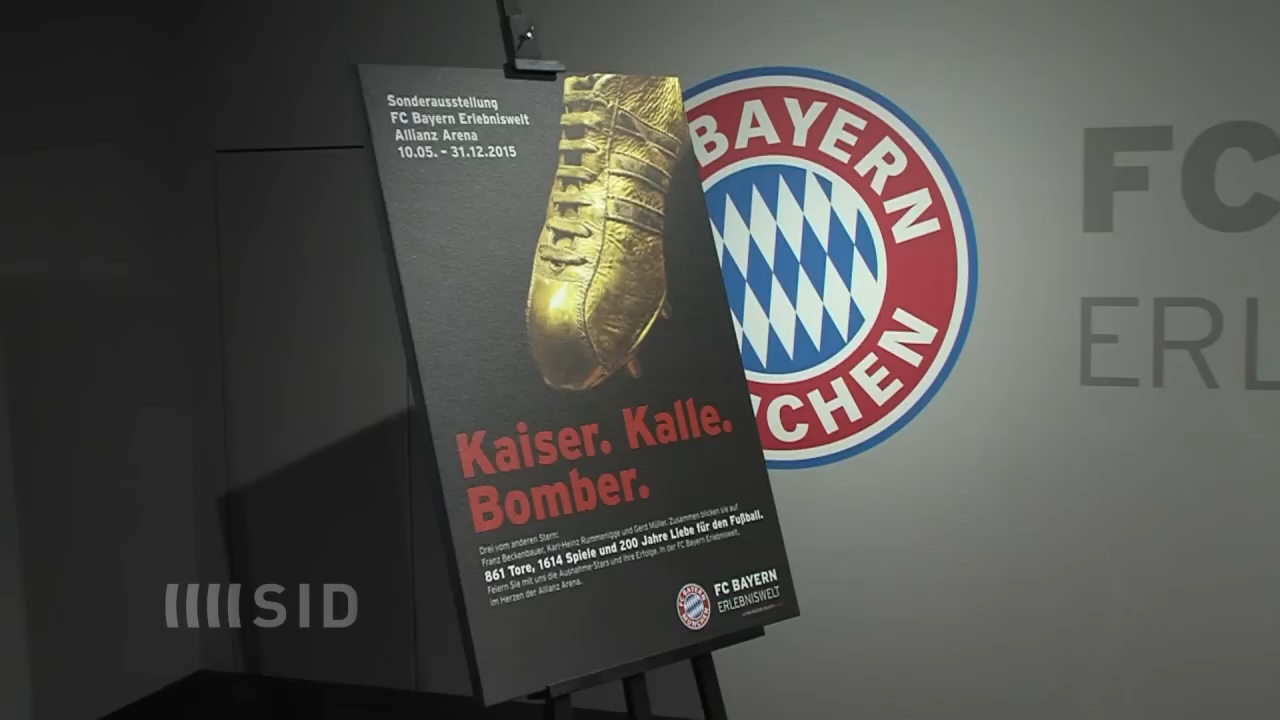 Sonderausstellung
FC Bayern Erlebniswelt
Allianz Arena
10.05. - 31.12.2015
Kaiser. Kalle.
Bomber.
Drei vom anderen Stern:
Franz Beckenbauer, Karl-Heinz Rummenigge und Gerd Müller. Zusammen blicken sie auf
861 Tore, 1614 Spiele und 200 Jahre Liebe für den Fußball.
Feiern Sie mit uns die Ausnahme-Stars und ihre Erfolge. In der FC Bayern Erlebniswelt,
im Herzen der Allianz Arena.
FC BAYERN
MÜNCHEN
FC BAYERN
ERLEBNISWELT
BAYERN
CHEN
FC
ERL
SID